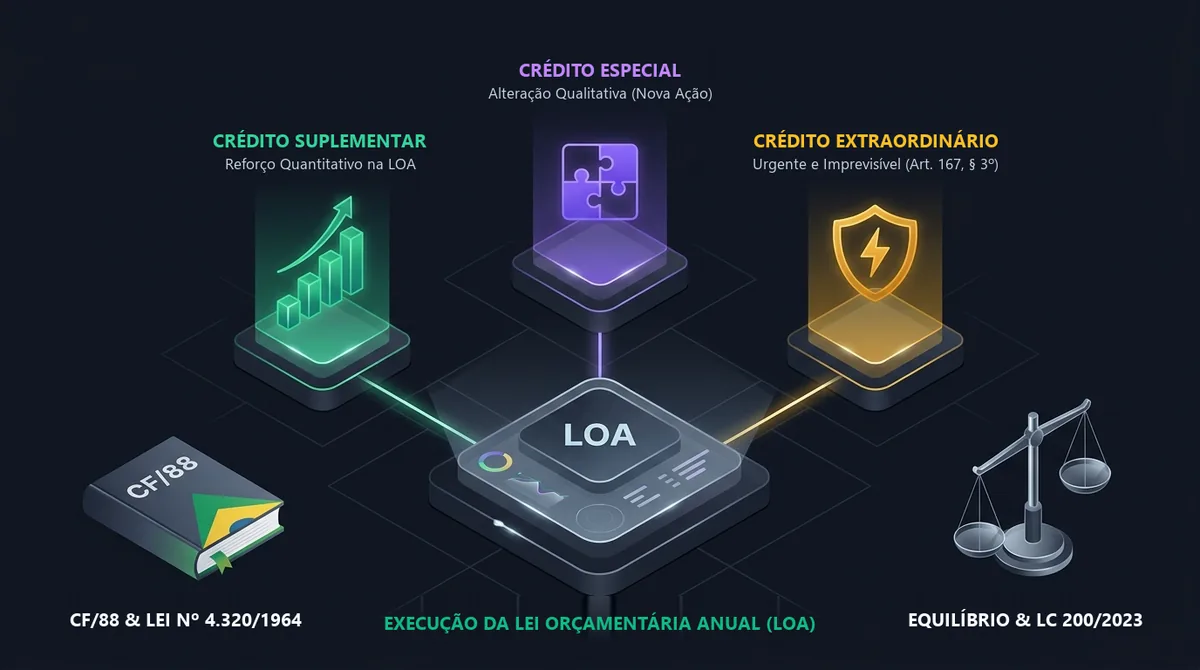 CRÉDITO ESPECIAL
Alteração Qualitativa (Nova Ação)
CRÉDITO SUPLEMENTAR
Reforço Quantitativo na LOA
CRÉDITO EXTRAORDINÁRIO
Urgente e Imprevisível (Art. 167, § 3º)
LOA
CF/88
CF/88 & LEI Nº 4.320/1964
EXECUÇÃO DA LEI ORÇAMENTÁRIA ANUAL (LOA)
EQUILÍBRIO & LC 200/2023